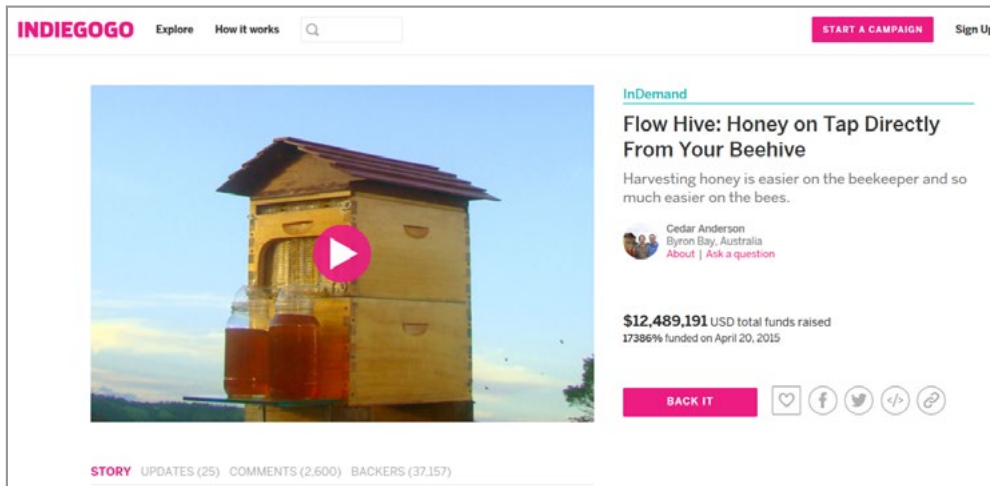 INDIEGOGO Explore How it works START A CAMPAIGN
InDemand
Flow Hive: Honey on Tap Directly
From Your Beehive
Harvesting honey is easier on the beekeeper and so
much easier on the bees.
Cedar Anderson
Byron Bay, Australia
About | Ask a question
$12,489,191 USD total funds raised
17386% funded on April 20, 2015
BACK IT
STORY UPDATES (25) COMMENTS (2,600) BACKERS (37,157)